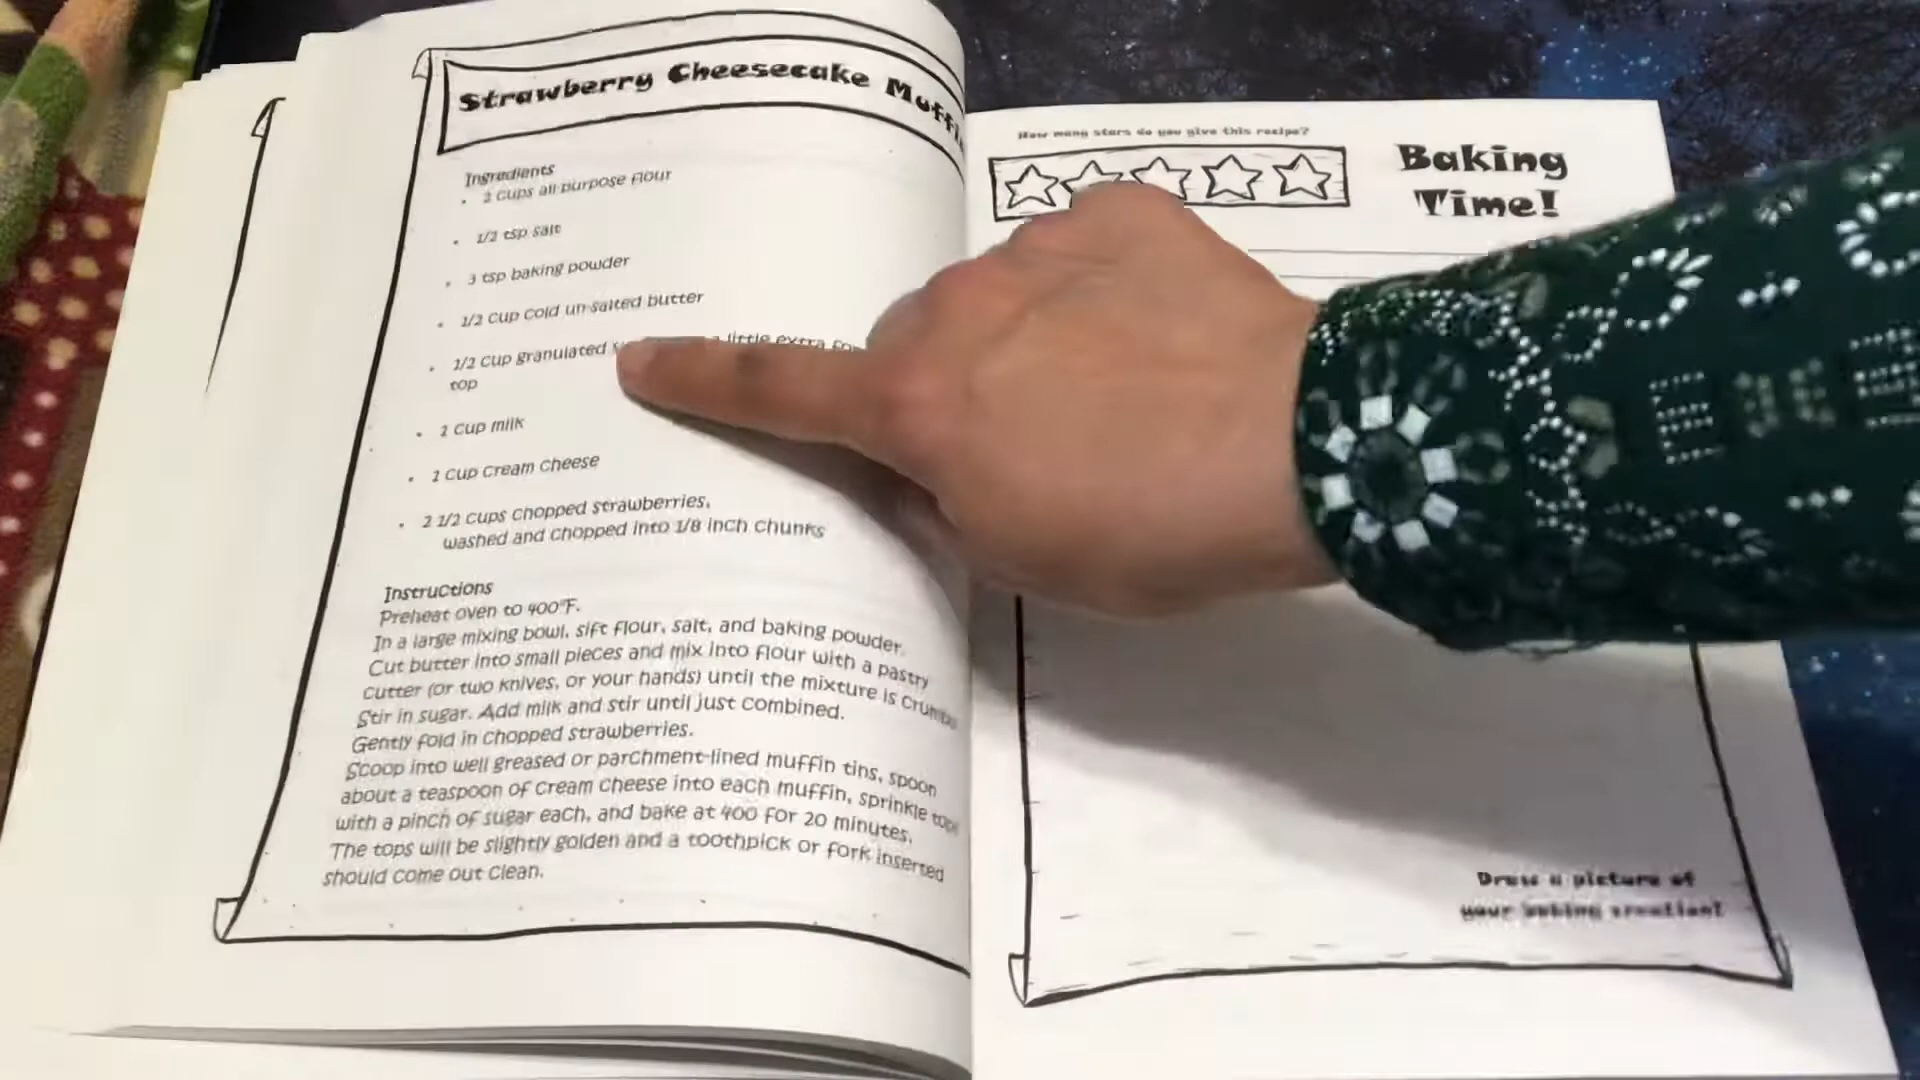 Strawberry Cheesecake
Ingredients
2 Cups all-purpose flour
1/2 tsp salt
3 tsp baking powder
1/2 Cup cold un-salted butter
1/2 Cup granulated little extra for
top
1 Cup milk
1 Cup Cream Cheese
2 1/2 Cups Chopped Strawberries,
washed and chopped into 1/8 inch chunks
Instructions
Preheat oven to 400°F.
In a large mixing bowl, sift flour, salt, and baking powder.
Cut butter into small pieces and mix into flour with a pastry
cutter (or two knives, or your hands) until the mixture is
Stir in sugar. Add milk and stir until just combined.
Gently fold in chopped strawberries.
Scoop into well greased or parchment-lined muffin tins, spoon
about a teaspoon of cream cheese into each muffin, sprinkle
with a pinch of sugar each, and bake at 400 for 20 minutes.
The tops will be slightly golden and a toothpick or fork inserted
should come out clean.
How many stars do you give this recipe?
Baking
Time!
Draw a picture of
your baking creation!